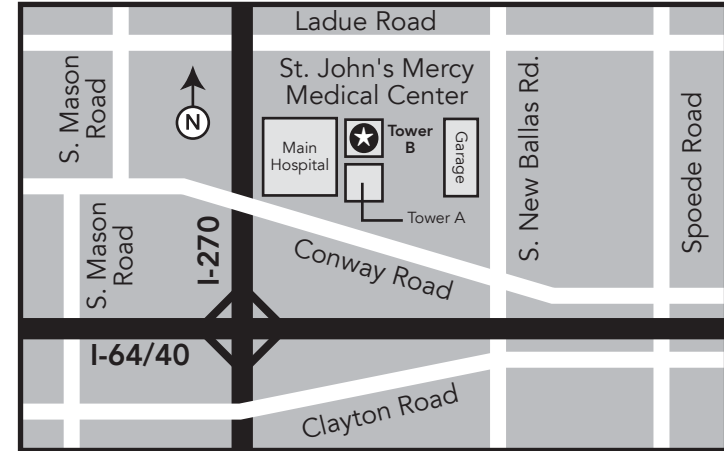 Ladue Road
St. John's Mercy
Medical Center
S. Mason
Road
N
Main
Hospital
Tower
B
Garage
S. New Ballas Rd.
Spoede Road
Tower A
S. Mason
Road
I-270
Conway Road
I-64/40
Clayton Road